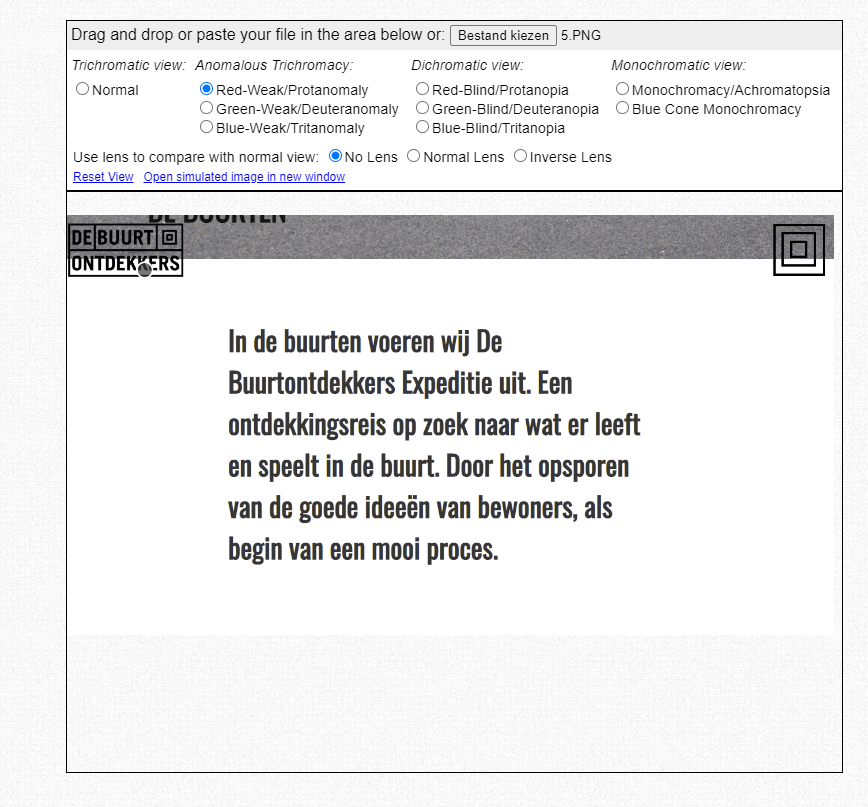 Drag and drop or paste your file in the area below or: Bestand kiezen 5.PNG
Trichromatic view: Anomalous Trichromacy: Dichromatic view: Monochromatic view:
Normal Red-Weak/Protanomaly Red-Blind/Protanopia Monochromacy/Achromatopsia
Green-Weak/Deuteranomaly Green-Blind/Deuteranopia Blue Cone Monochromacy
Blue-Weak/Tritanomaly Blue-Blind/Tritanopia
Use lens to compare with normal view: No Lens Normal Lens Inverse Lens
Reset View Open simulated image in new window
DE BUURTEN
DE BUURT
ONTDEKKERS
In de buurten voeren wij De
Buurtontdekkers Expeditie uit. Een
ontdekkingsreis op zoek naar wat er leeft
en speelt in de buurt. Door het opsporen
van de goede ideeën van bewoners, als
begin van een mooi proces.